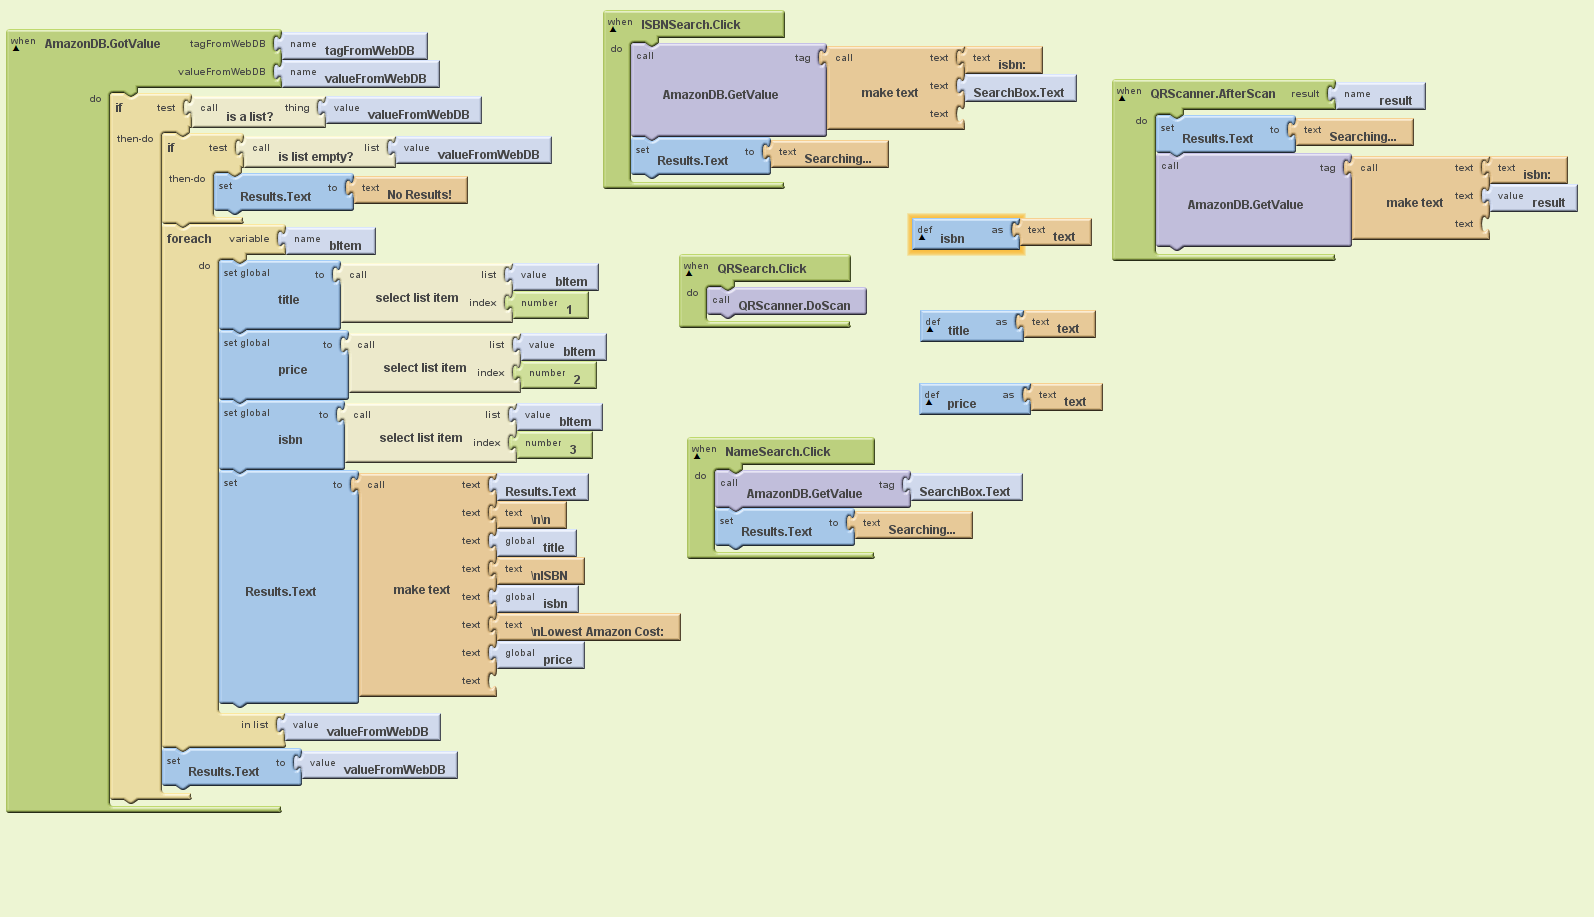 when AmazonDB.GotValue tagFromWebDB name tagFromWebDB
valueFromWebDB name valueFromWebDB
do if test call is a list? thing value valueFromWebDB
then-do if test call is list empty? list value valueFromWebDB
then-do set Results.Text to text No Results!
foreach variable name bItem
do set global title to call select list item list value bItem
index number 1
set global price to call select list item list value bItem
index number 2
set global isbn to call select list item list value bItem
index number 3
set Results.Text to call make text text Results.Text
text text \n\n
text global title
text text \nISBN
text global isbn
text text \nLowest Amazon Cost:
text global price
text
in list value valueFromWebDB
set Results.Text to value valueFromWebDB
when ISBNSearch.Click
do call AmazonDB.GetValue tag call make text text text isbn:
text SearchBox.Text
text
set Results.Text to text Searching...
def isbn as text text
when QRSearch.Click
do call QRScanner.DoScan
def title as text text
def price as text text
when NameSearch.Click
do call AmazonDB.GetValue tag SearchBox.Text
set Results.Text to text Searching...
when QRScanner.AfterScan result name result
do set Results.Text to text Searching...
call AmazonDB.GetValue tag call make text text text isbn:
text value result
text